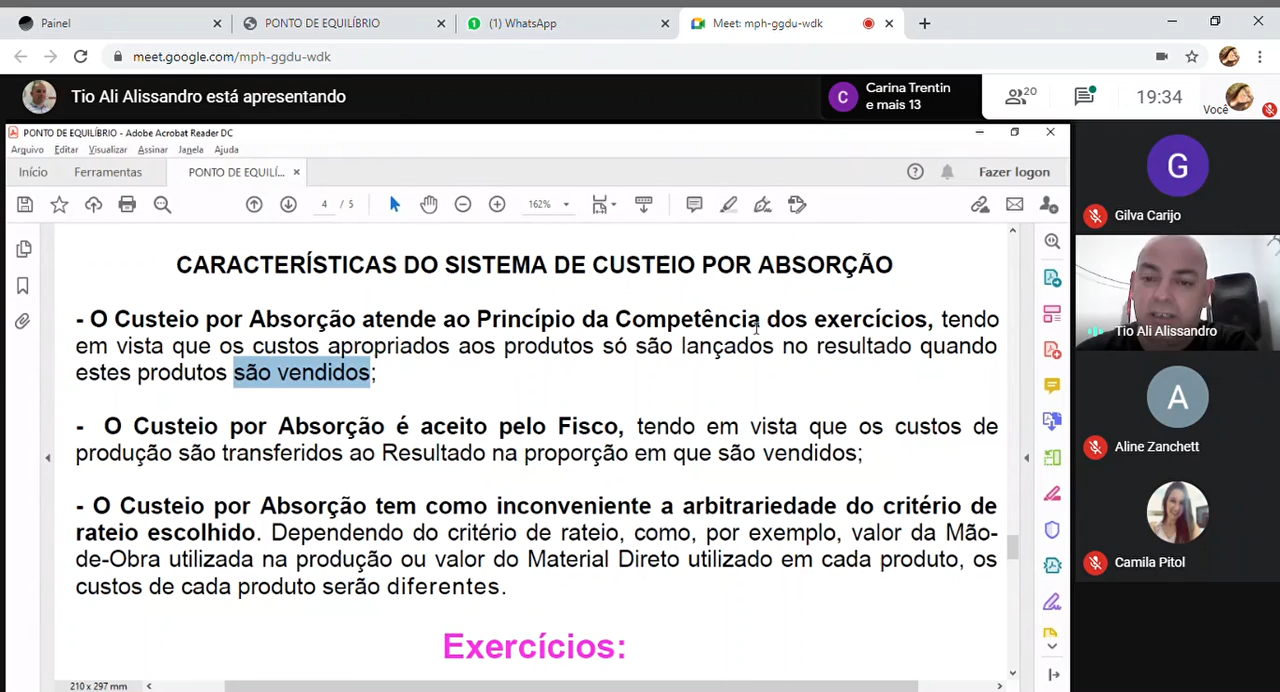 Painel
PONTO DE EQUILÍBRIO
(1) WhatsApp
Meet: mph-ggdu-wdk
meet.google.com/mph-ggdu-wdk
Tio Ali Alissandro está apresentando
C
Carina Trentin
e mais 13
20
19:34
Você
PONTO DE EQUILÍBRIO - Adobe Acrobat Reader DC
Arquivo Editar Visualizar Assinar Janela Ajuda
Início
Ferramentas
PONTO DE EQUILÍ...
Fazer logon
4 / 5
162%
CARACTERÍSTICAS DO SISTEMA DE CUSTEIO POR ABSORÇÃO
- O Custeio por Absorção atende ao Princípio da Competência dos exercícios, tendo
em vista que os custos apropriados aos produtos só são lançados no resultado quando
estes produtos são vendidos;
- O Custeio por Absorção é aceito pelo Fisco, tendo em vista que os custos de
produção são transferidos ao Resultado na proporção em que são vendidos;
- O Custeio por Absorção tem como inconveniente a arbitrariedade do critério de
rateio escolhido. Dependendo do critério de rateio, como, por exemplo, valor da Mão-
de-Obra utilizada na produção ou valor do Material Direto utilizado em cada produto, os
custos de cada produto serão diferentes.
Exercícios:
210 x 297 mm
G
Gilva Carijo
Tio Ali Alissandro
A
Aline Zanchett
Camila Pitol